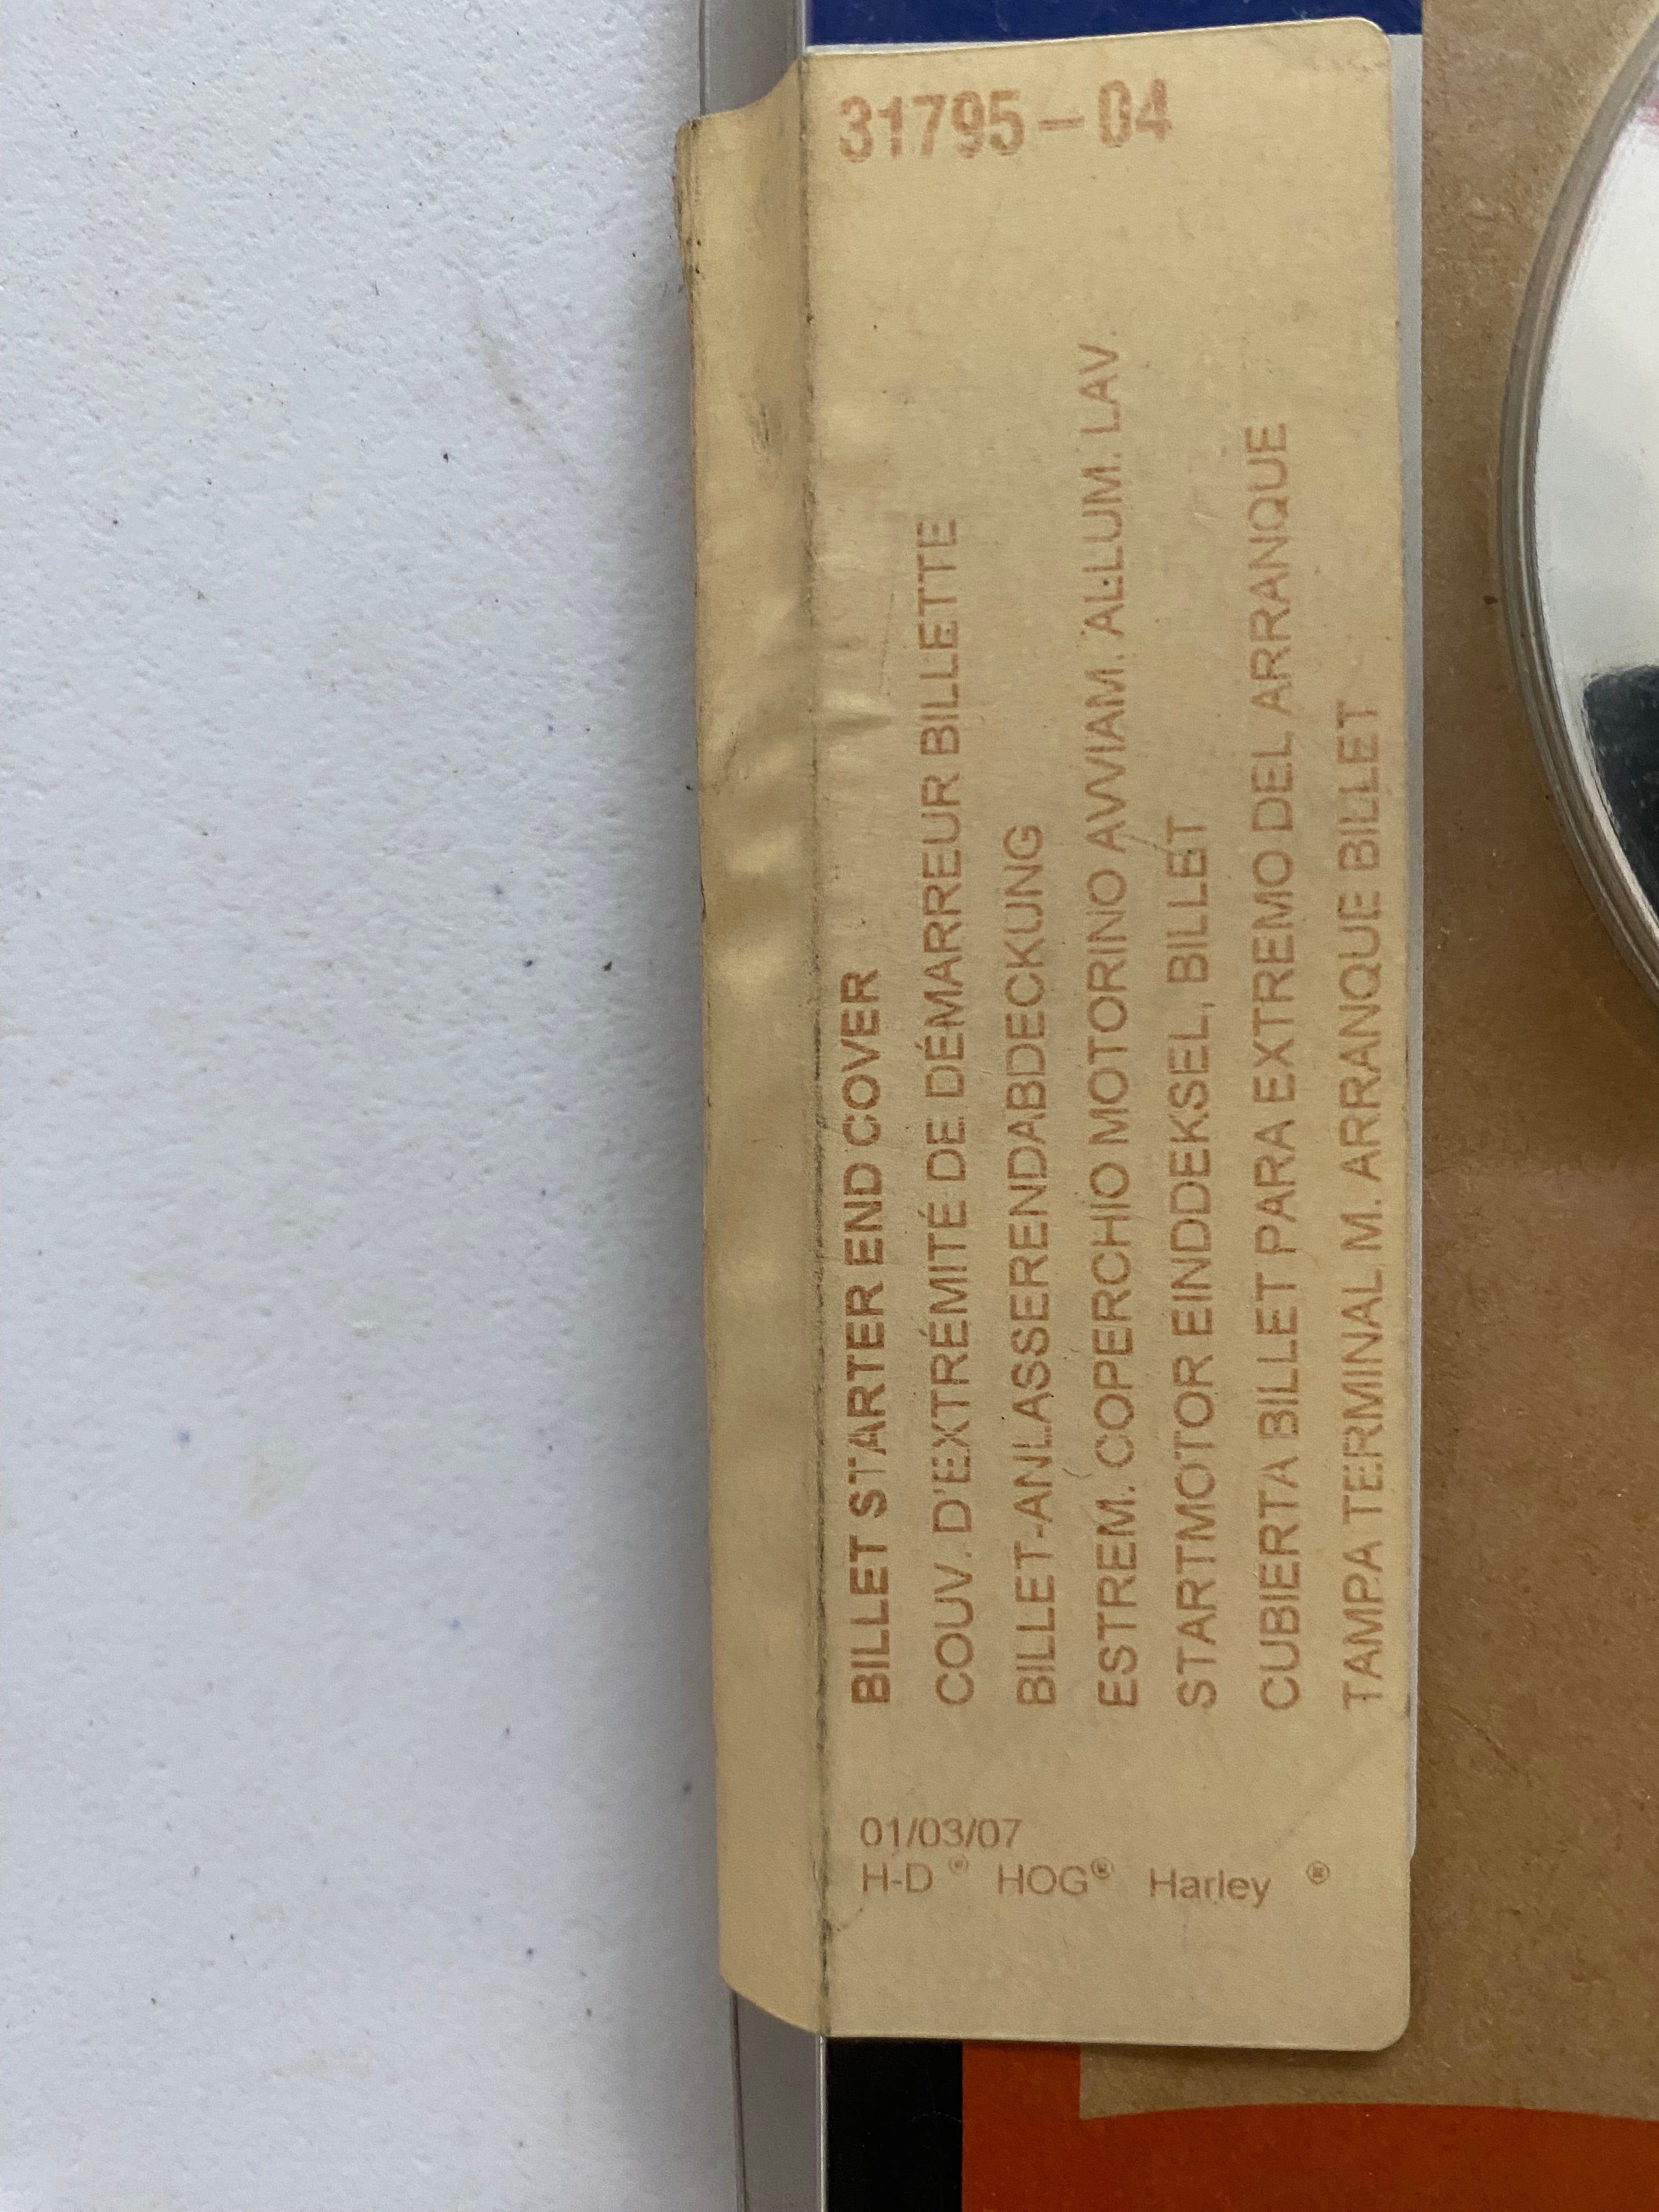 31795-04
BILLET STARTER END COVER
COUV. D'EXTRÉMITÉ DE DÉMARREUR BILLETTE
BILLET-ANLASSERENDABDECKUNG
ESTREM. COPERCHIO MOTORINO AVVIAM. ALLUM. LAV.
STARTMOTOR EINDDEKSEL, BILLET
CUBIERTA BILLET PARA EXTREMO DEL ARRANQUE
TAMPA TERMINAL M. ARRANQUE BILLET
01/03/07
H-D ® HOG® Harley ®